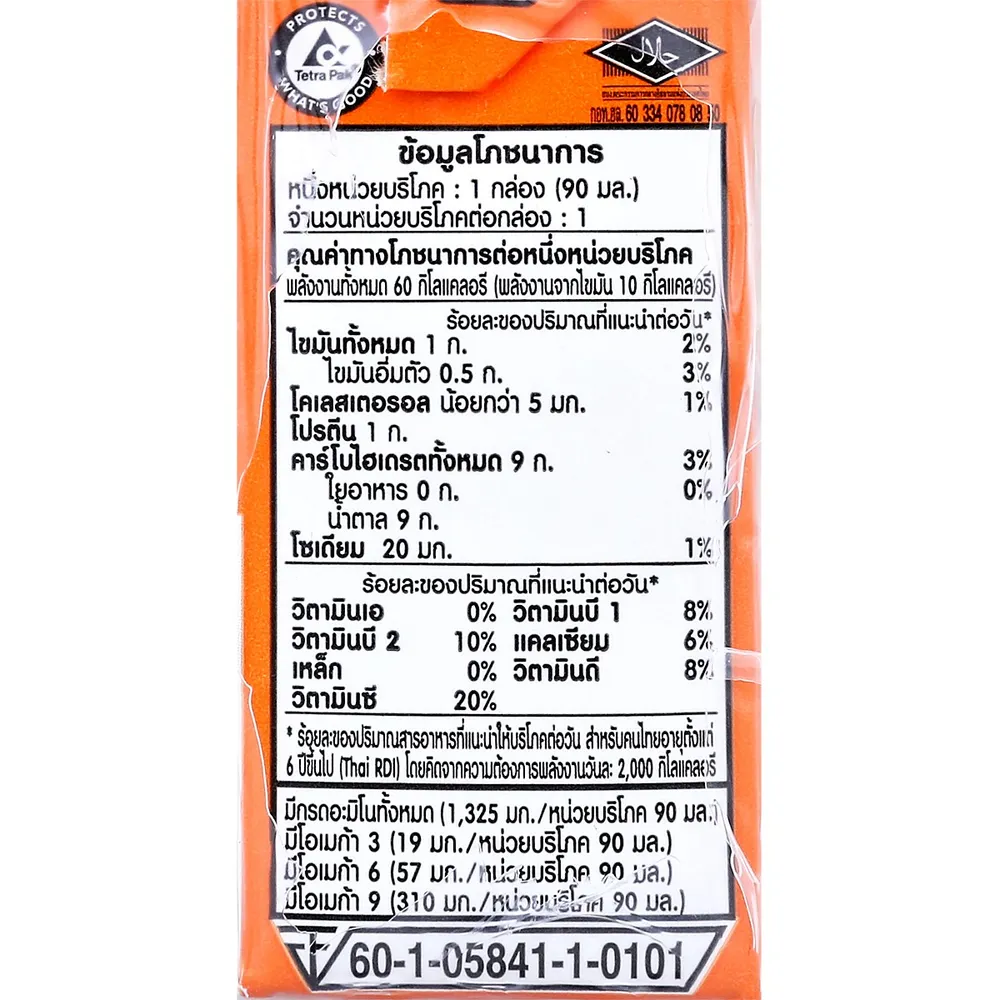 PROTECTS
Tetra Pak
WHAT'S GOOD
حلال
กอท.ฮล. 60 334 078 08 50
ข้อมูลโภชนาการ
หนึ่งหน่วยบริโภค : 1 กล่อง (90 มล.)
จำนวนหน่วยบริโภคต่อกล่อง : 1
คุณค่าทางโภชนาการต่อหนึ่งหน่วยบริโภค
พลังงานทั้งหมด 60 กิโลแคลอรี (พลังงานจากไขมัน 10 กิโลแคลอรี)
ร้อยละของปริมาณที่แนะนำต่อวัน*
ไขมันทั้งหมด 1 ก. 2%
ไขมันอิ่มตัว 0.5 ก. 3%
โคเลสเตอรอล น้อยกว่า 5 มก. 1%
โปรตีน 1 ก.
คาร์โบไฮเดรตทั้งหมด 9 ก. 3%
ใยอาหาร 0 ก. 0%
น้ำตาล 9 ก.
โซเดียม 20 มก. 1%
ร้อยละของปริมาณที่แนะนำต่อวัน*
วิตามินเอ 0% วิตามินบี 1 8%
วิตามินบี 2 10% แคลเซียม 6%
เหล็ก 0% วิตามินดี 8%
วิตามินซี 20%
* ร้อยละของปริมาณสารอาหารที่แนะนำให้บริโภคต่อวัน สำหรับคนไทยอายุตั้งแต่
6 ปีขึ้นไป (Thai RDI) โดยคิดจากความต้องการพลังงานวันละ 2,000 กิโลแคลอรี
มีกรดอะมิโนทั้งหมด (1,325 มก./หน่วยบริโภค 90 มล.)
มีโอเมก้า 3 (19 มก./หน่วยบริโภค 90 มล.)
มีโอเมก้า 6 (57 มก./หน่วยบริโภค 90 มล.)
มีโอเมก้า 9 (310 มก./หน่วยบริโภค 90 มล.)
60-1-05841-1-0101